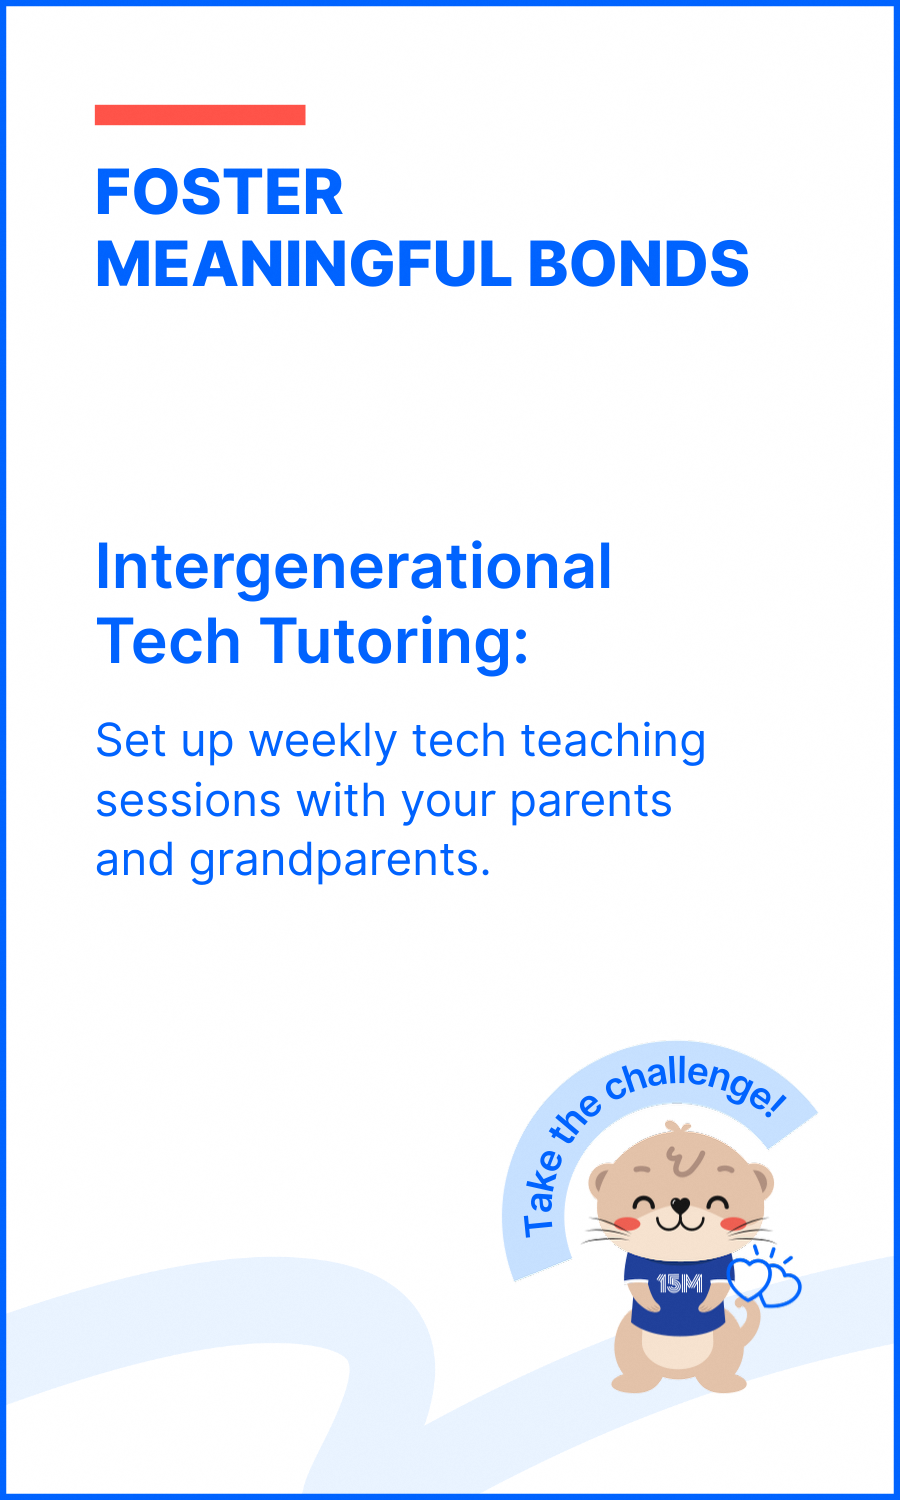 FOSTER
MEANINGFUL BONDS
Intergenerational
Tech Tutoring:
Set up weekly tech teaching
sessions with your parents
and grandparents.
Take the challenge!
15M